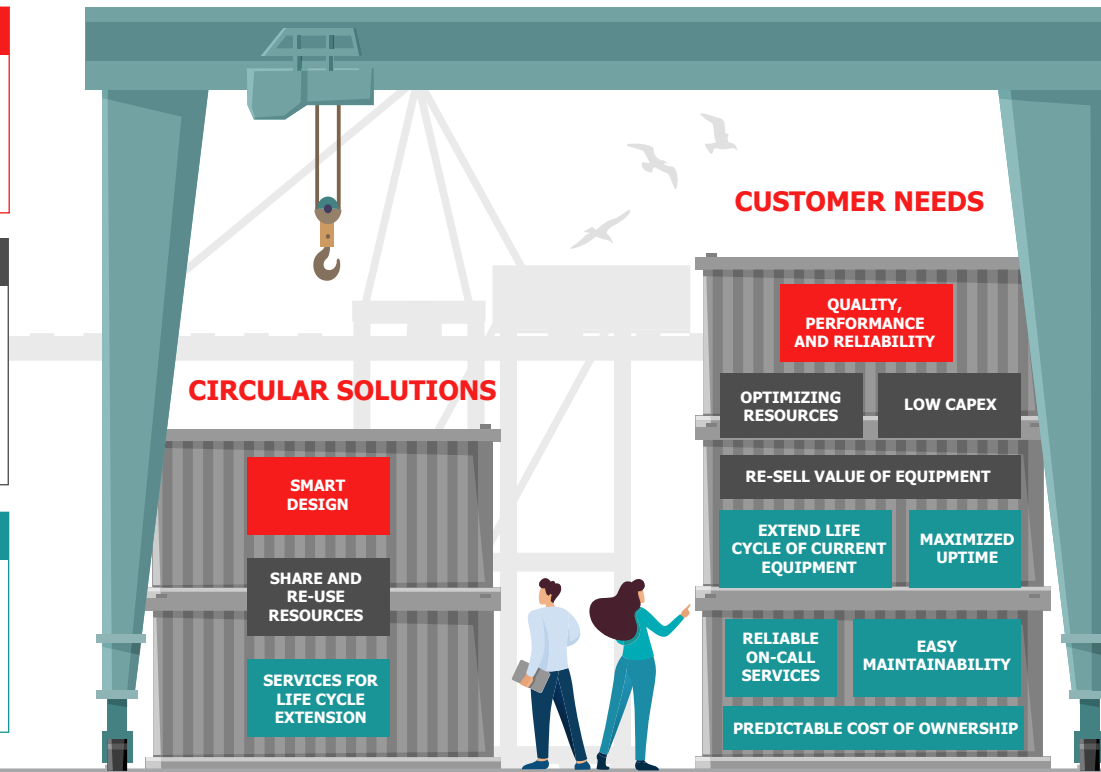 CUSTOMER NEEDS
QUALITY,
PERFORMANCE
AND RELIABILITY
OPTIMIZING
RESOURCES
LOW CAPEX
RE-SELL VALUE OF EQUIPMENT
EXTEND LIFE
CYCLE OF CURRENT
EQUIPMENT
MAXIMIZED
UPTIME
RELIABLE
ON-CALL
SERVICES
EASY
MAINTAINABILITY
PREDICTABLE COST OF OWNERSHIP
CIRCULAR SOLUTIONS
SMART
DESIGN
SHARE AND
RE-USE
RESOURCES
SERVICES FOR
LIFE CYCLE
EXTENSION